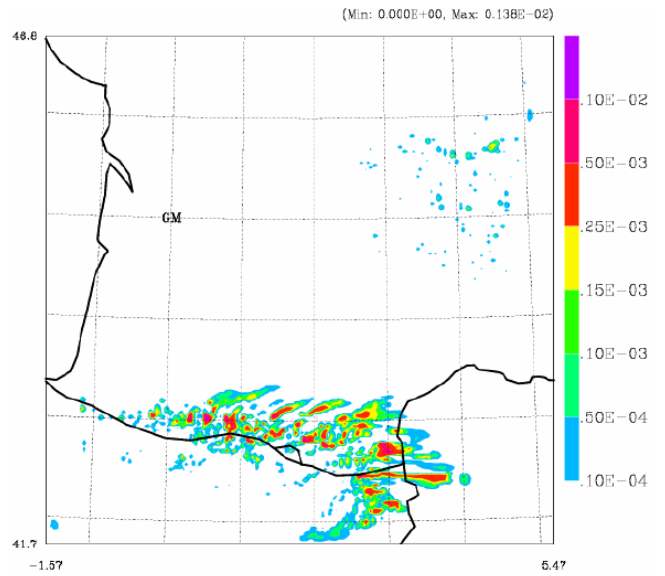 (Min: 0.000E+00, Max: 0.138E-02)
46.8
.10E-02
.50E-03
.25E-03
.15E-03
.10E-03
.50E-04
.10E-04
GM
41.7
-1.57
5.47